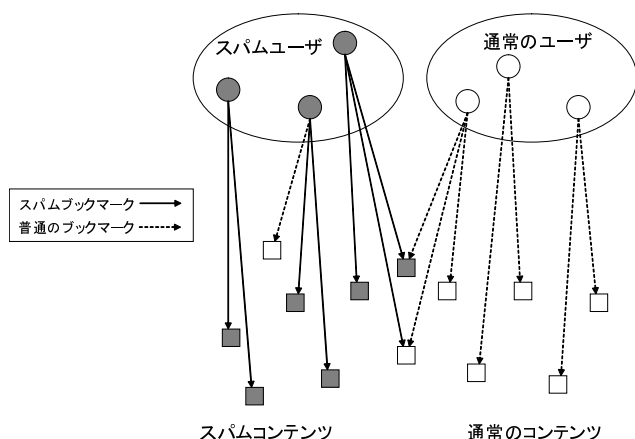 スパムユーザ
通常のユーザ
スパムブックマーク
普通のブックマーク
スパムコンテンツ
通常のコンテンツ